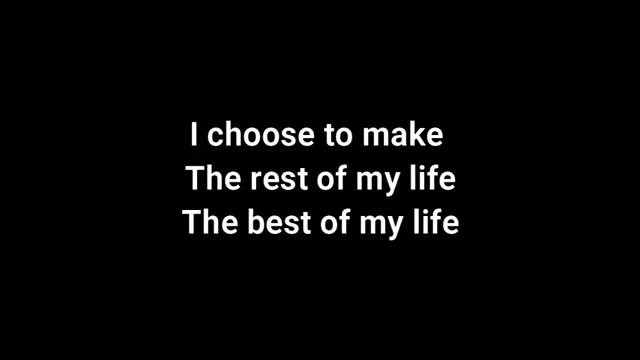 I choose to make
The rest of my life
The best of my life